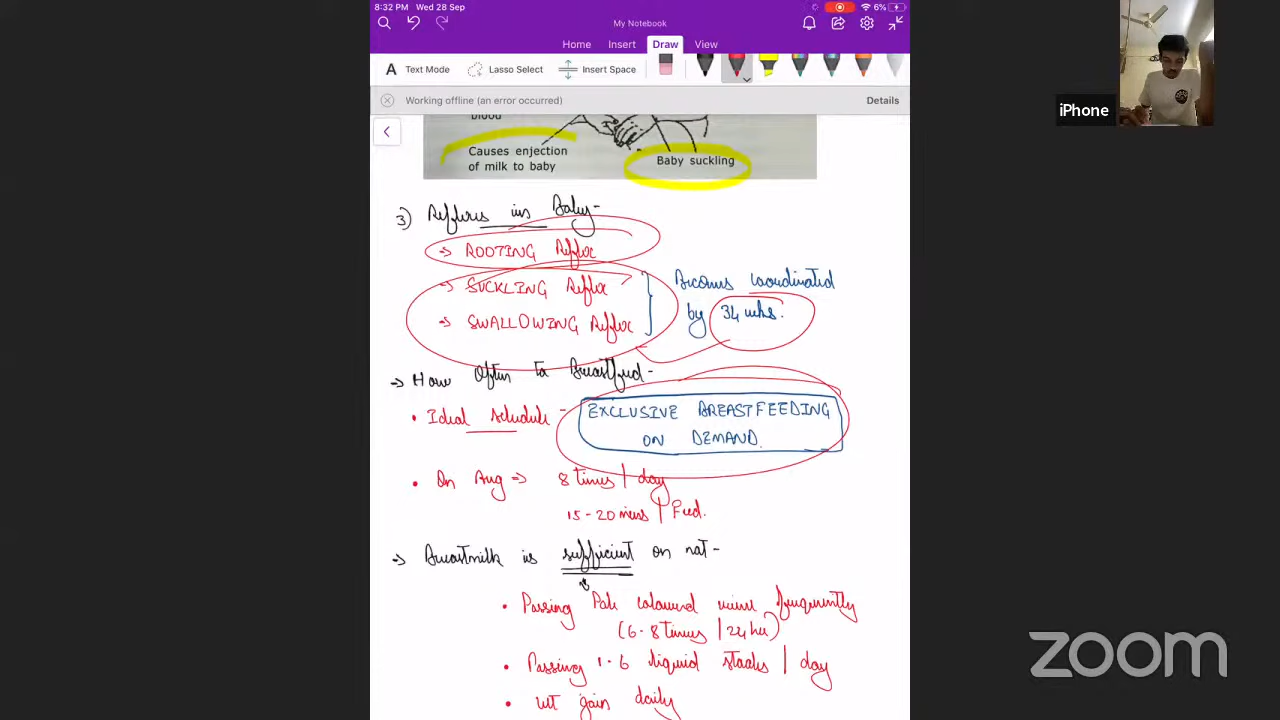 8:32 PM Wed 28 Sep
6%
My Notebook
Home Insert Draw View
A Text Mode Lasso Select Insert Space
Working offline (an error occurred) Details
iPhone
blood
Causes enjection
of milk to baby
Baby suckling
3) Reflexes in Baby-
⇒ ROOTING Reflex
⇒ SUCKLING Reflex
⇒ SWALLOWING Reflex
Becomes coordinated
by 34 wks.
⇒ How Often to Breastfeed-
• Ideal schedule -
EXCLUSIVE BREASTFEEDING
ON DEMAND.
• On Avg ⇒ 8 times / day
15-20 mins / Feed.
⇒ Breastmilk is sufficient or not-
• Passing Pale coloured urine frequently
(6-8 times / 24 hr)
• Passing 1-6 liquid stools / day
• wt gain daily
zoom